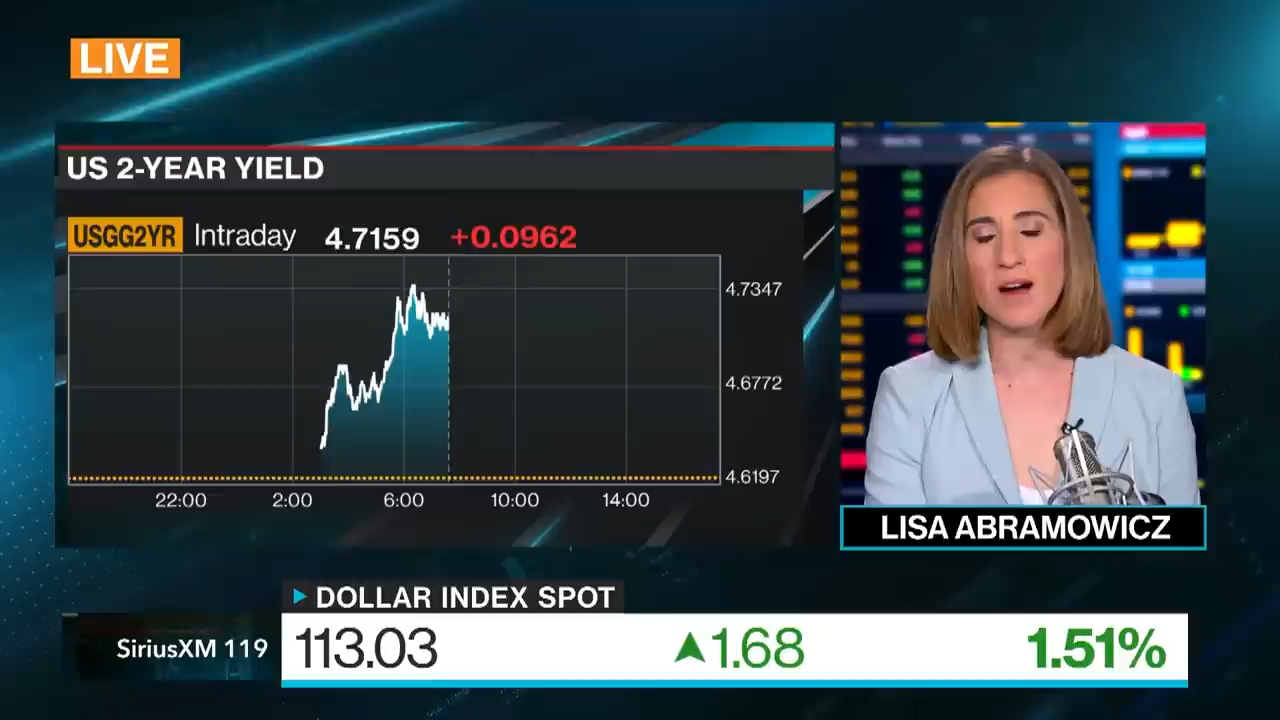 LIVE
US 2-YEAR YIELD
USGG2YR Intraday 4.7159 +0.0962
4.7347
4.6772
4.6197
22:00 2:00 6:00 10:00 14:00
LISA ABRAMOWICZ
DOLLAR INDEX SPOT
SiriusXM 119
113.03 ▲1.68 1.51%